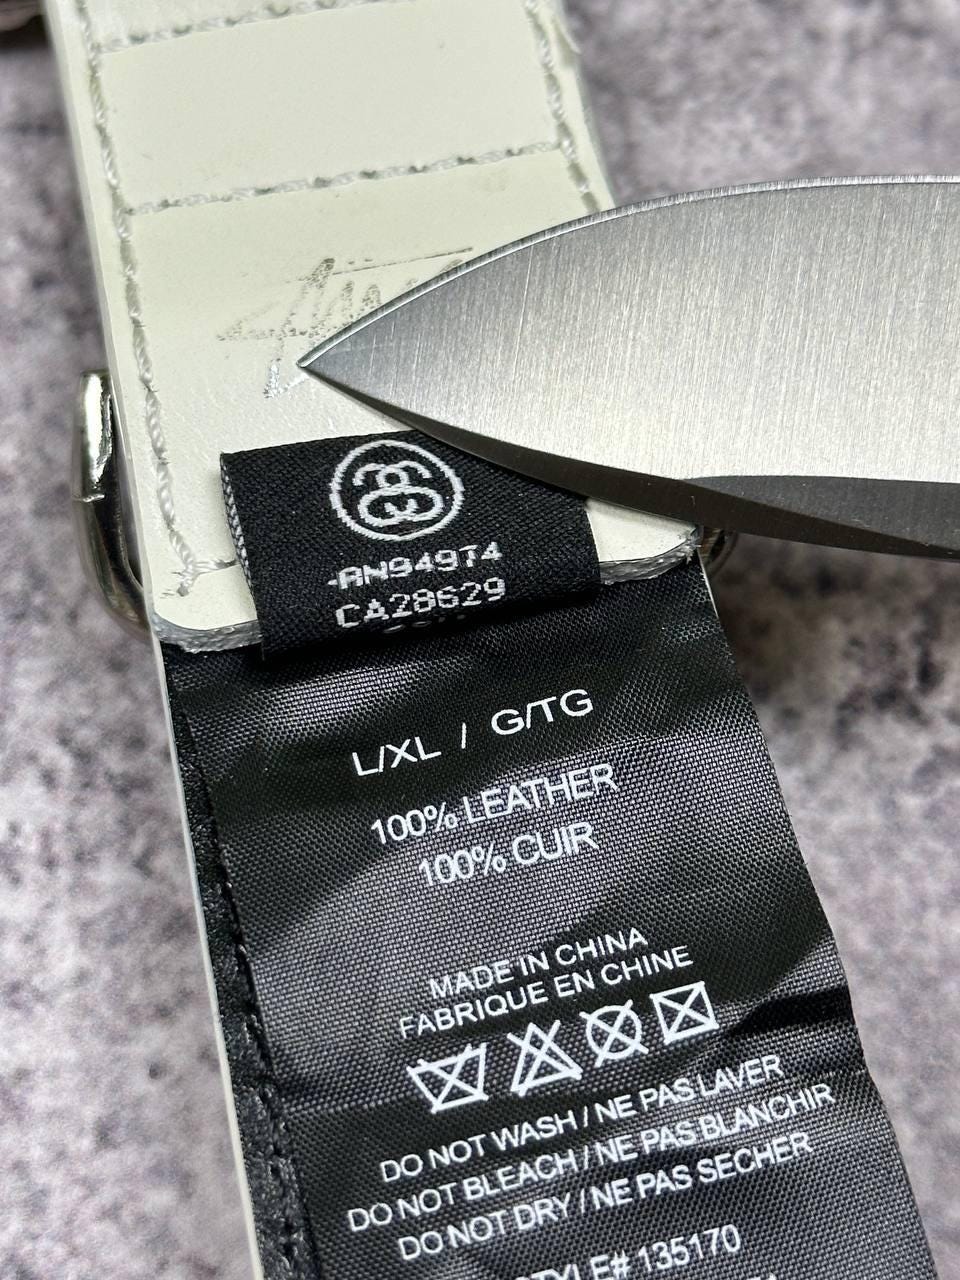 RN94974
CA28629
L/XL / G/TG
100% LEATHER
100% CUIR
MADE IN CHINA
FABRIQUE EN CHINE
DO NOT WASH / NE PAS LAVER
DO NOT BLEACH / NE PAS BLANCHIR
DO NOT DRY / NE PAS SECHER
STYLE# 135170